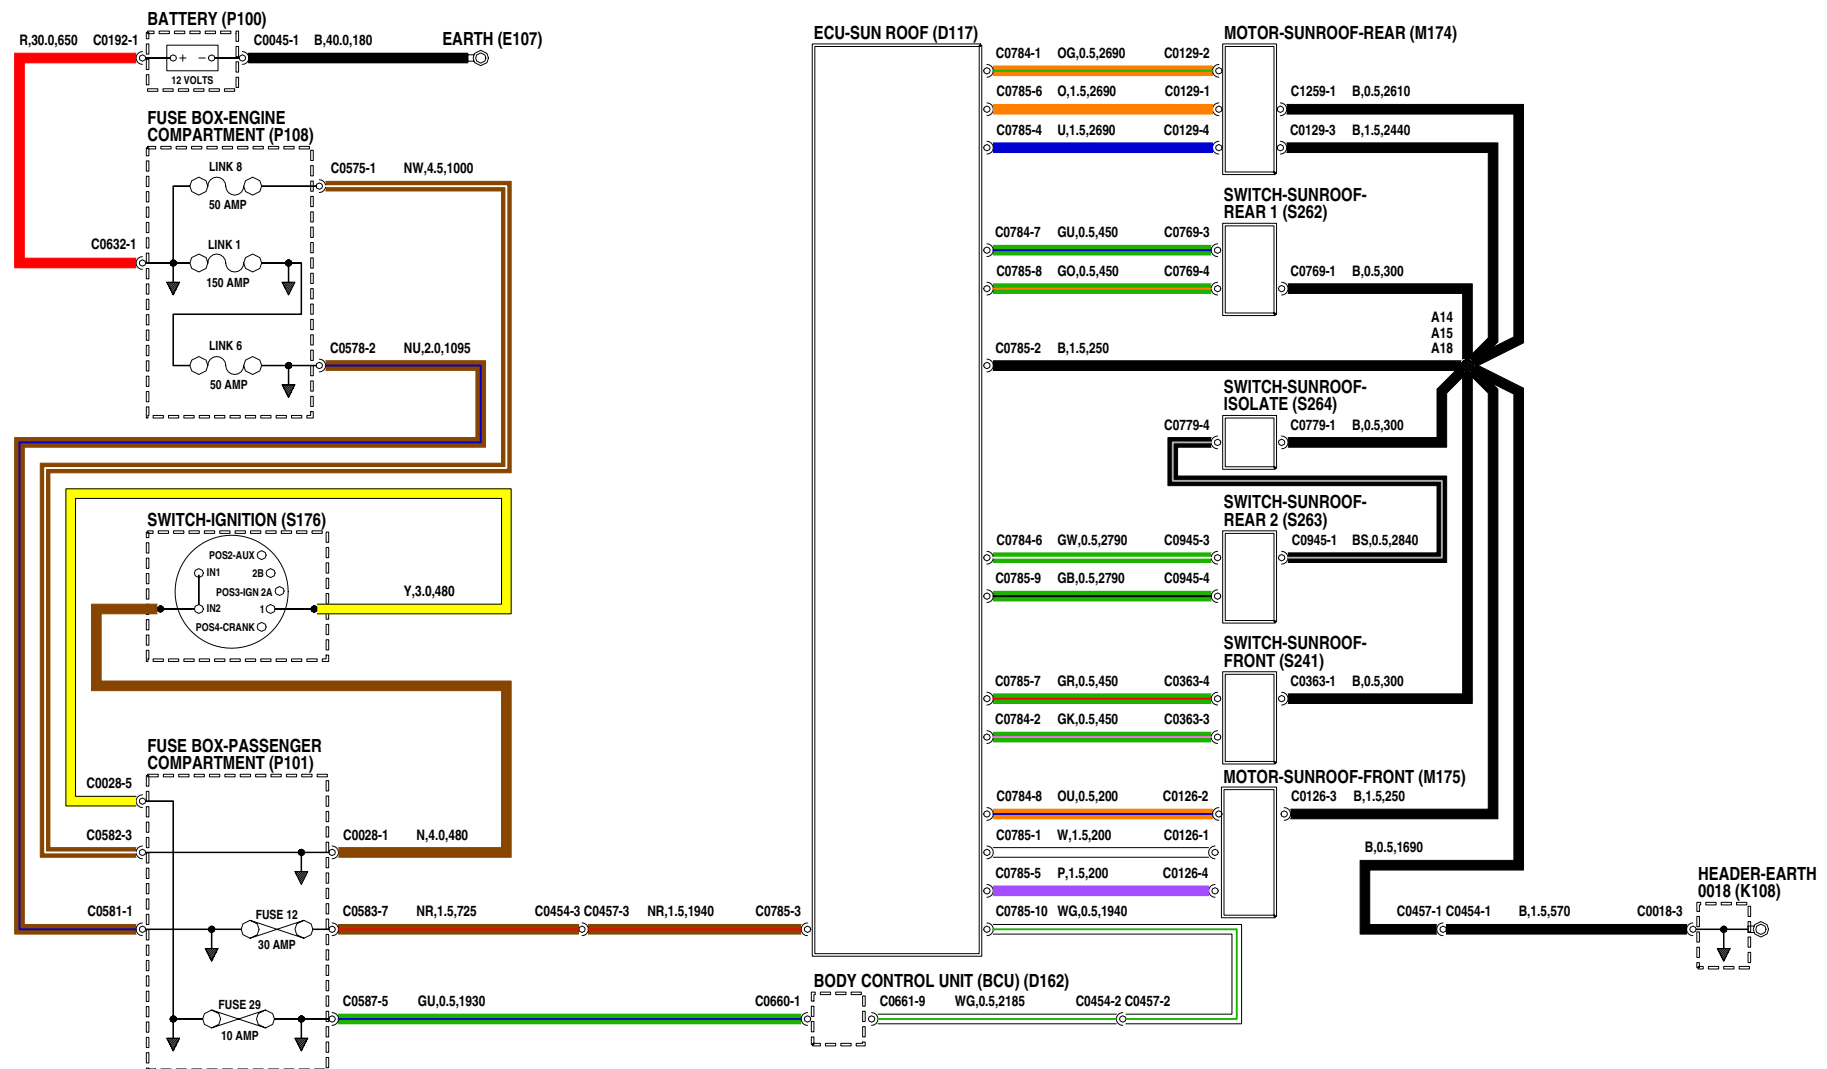 BATTERY (P100)
R,30.0,650 C0192-1
C0045-1 B,40.0,180
EARTH (E107)
+ −
12 VOLTS
FUSE BOX-ENGINE
COMPARTMENT (P108)
LINK 8
50 AMP
C0575-1 NW,4.5,1000
C0632-1
LINK 1
150 AMP
LINK 6
50 AMP
C0578-2 NU,2.0,1095
SWITCH-IGNITION (S176)
POS2-AUX
IN1 2B
POS3-IGN 2A
IN2 1
POS4-CRANK
Y,3.0,480
FUSE BOX-PASSENGER
COMPARTMENT (P101)
C0028-5
C0582-3
C0028-1 N,4.0,480
C0581-1
FUSE 12
30 AMP
C0583-7 NR,1.5,725
C0454-3 C0457-3 NR,1.5,1940 C0785-3
FUSE 29
10 AMP
C0587-5 GU,0.5,1930 C0660-1
ECU-SUN ROOF (D117)
MOTOR-SUNROOF-REAR (M174)
C0784-1 OG,0.5,2690 C0129-2
C0785-6 O,1.5,2690 C0129-1
C1259-1 B,0.5,2610
C0785-4 U,1.5,2690 C0129-4
C0129-3 B,1.5,2440
SWITCH-SUNROOF-
REAR 1 (S262)
C0784-7 GU,0.5,450 C0769-3
C0785-8 GO,0.5,450 C0769-4
C0769-1 B,0.5,300
A14
A15
A18
C0785-2 B,1.5,250
SWITCH-SUNROOF-
ISOLATE (S264)
C0779-4
C0779-1 B,0.5,300
SWITCH-SUNROOF-
REAR 2 (S263)
C0784-6 GW,0.5,2790 C0945-3
C0945-1 BS,0.5,2840
C0785-9 GB,0.5,2790 C0945-4
SWITCH-SUNROOF-
FRONT (S241)
C0785-7 GR,0.5,450 C0363-4
C0363-1 B,0.5,300
C0784-2 GK,0.5,450 C0363-3
MOTOR-SUNROOF-FRONT (M175)
C0784-8 OU,0.5,200 C0126-2
C0126-3 B,1.5,250
C0785-1 W,1.5,200 C0126-1
C0785-5 P,1.5,200 C0126-4
C0785-10 WG,0.5,1940
B,0.5,1690
HEADER-EARTH
0018 (K108)
C0457-1 C0454-1 B,1.5,570 C0018-3
BODY CONTROL UNIT (BCU) (D162)
C0661-9 WG,0.5,2185 C0454-2 C0457-2